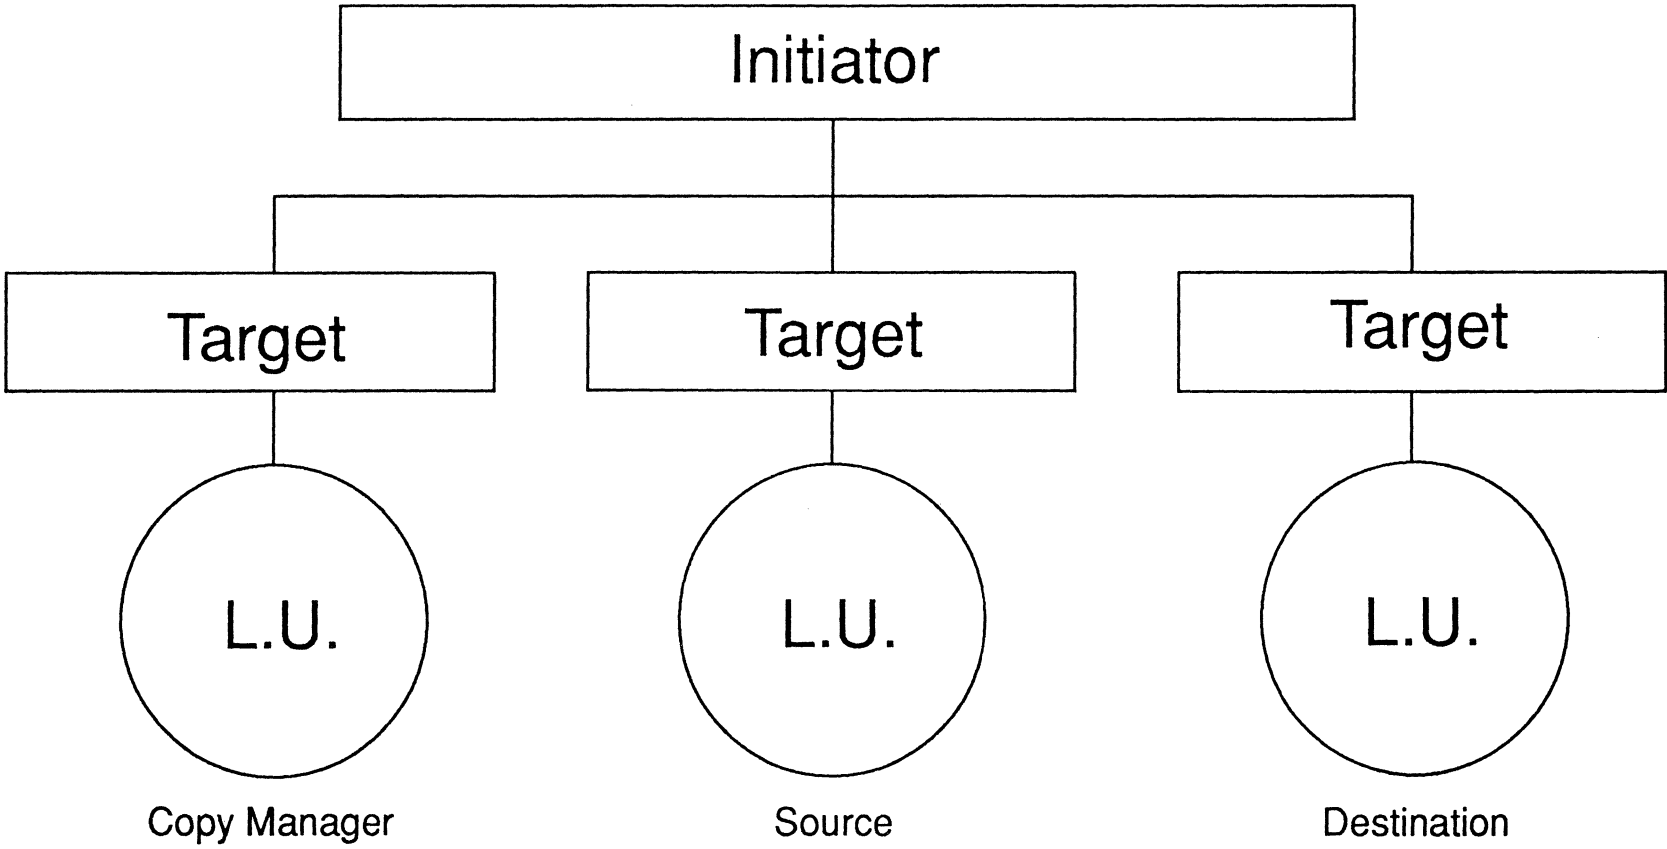 Initiator
Target
Target
Target
L.U.
L.U.
L.U.
Copy Manager
Source
Destination